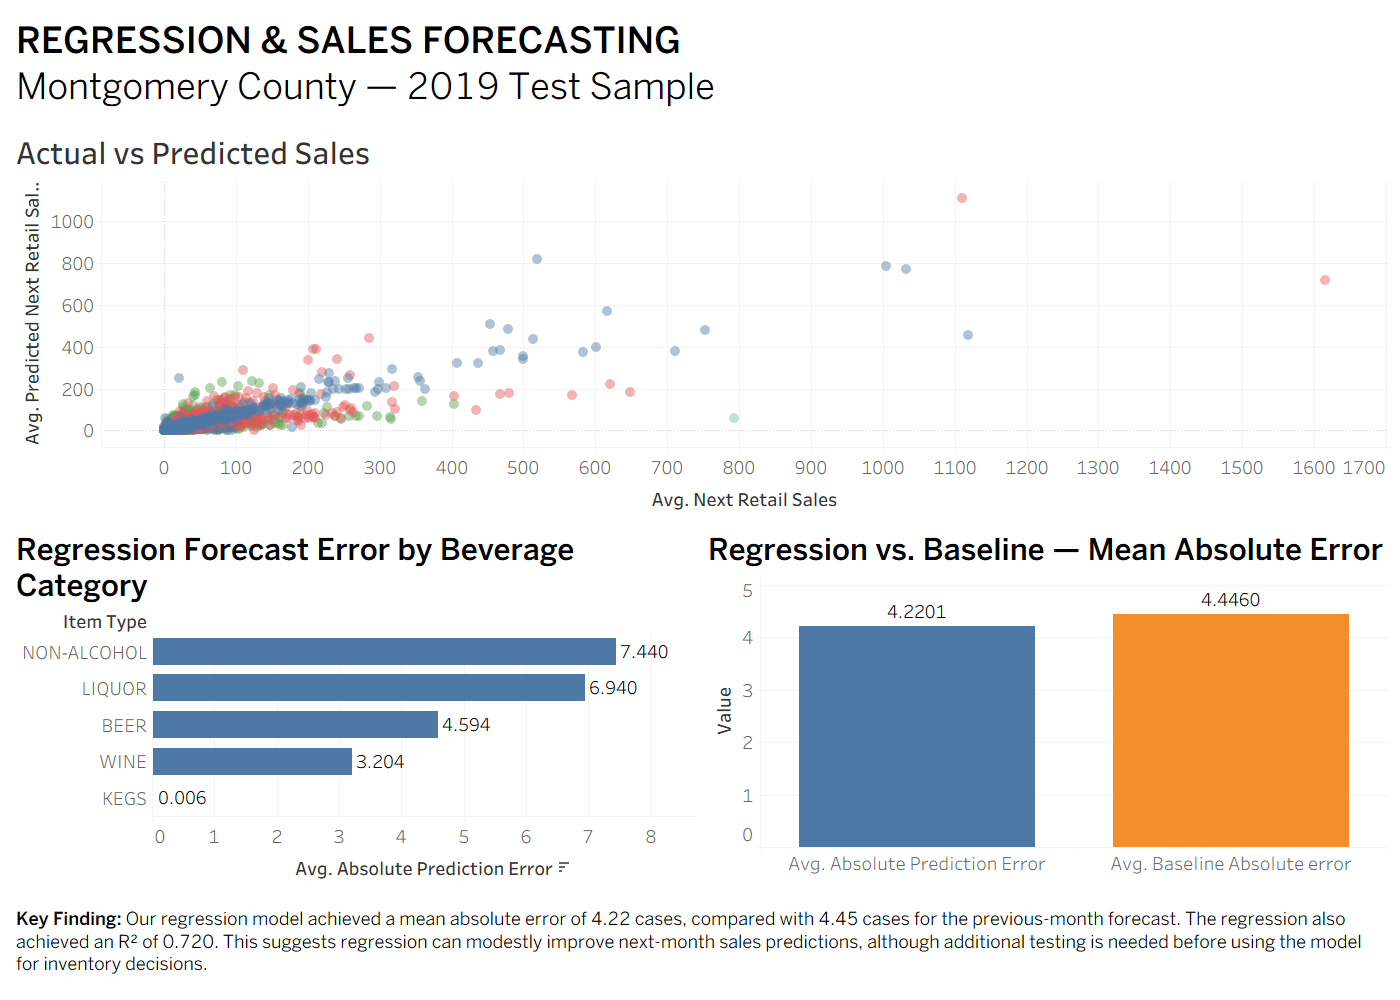 REGRESSION & SALES FORECASTING
Montgomery County — 2019 Test Sample
Actual vs Predicted Sales
Avg. Predicted Next Retail Sal..
1000
800
600
400
200
0
0 100 200 300 400 500 600 700 800 900 1000 1100 1200 1300 1400 1500 1600 1700
Avg. Next Retail Sales
Regression Forecast Error by Beverage
Category
Item Type
NON-ALCOHOL 7.440
LIQUOR 6.940
BEER 4.594
WINE 3.204
KEGS 0.006
0 1 2 3 4 5 6 7 8
Avg. Absolute Prediction Error
Regression vs. Baseline — Mean Absolute Error
Value
5
4
3
2
1
0
4.2201
4.4460
Avg. Absolute Prediction Error
Avg. Baseline Absolute error
Key Finding: Our regression model achieved a mean absolute error of 4.22 cases, compared with 4.45 cases for the previous-month forecast. The regression also
achieved an R² of 0.720. This suggests regression can modestly improve next-month sales predictions, although additional testing is needed before using the model
for inventory decisions.